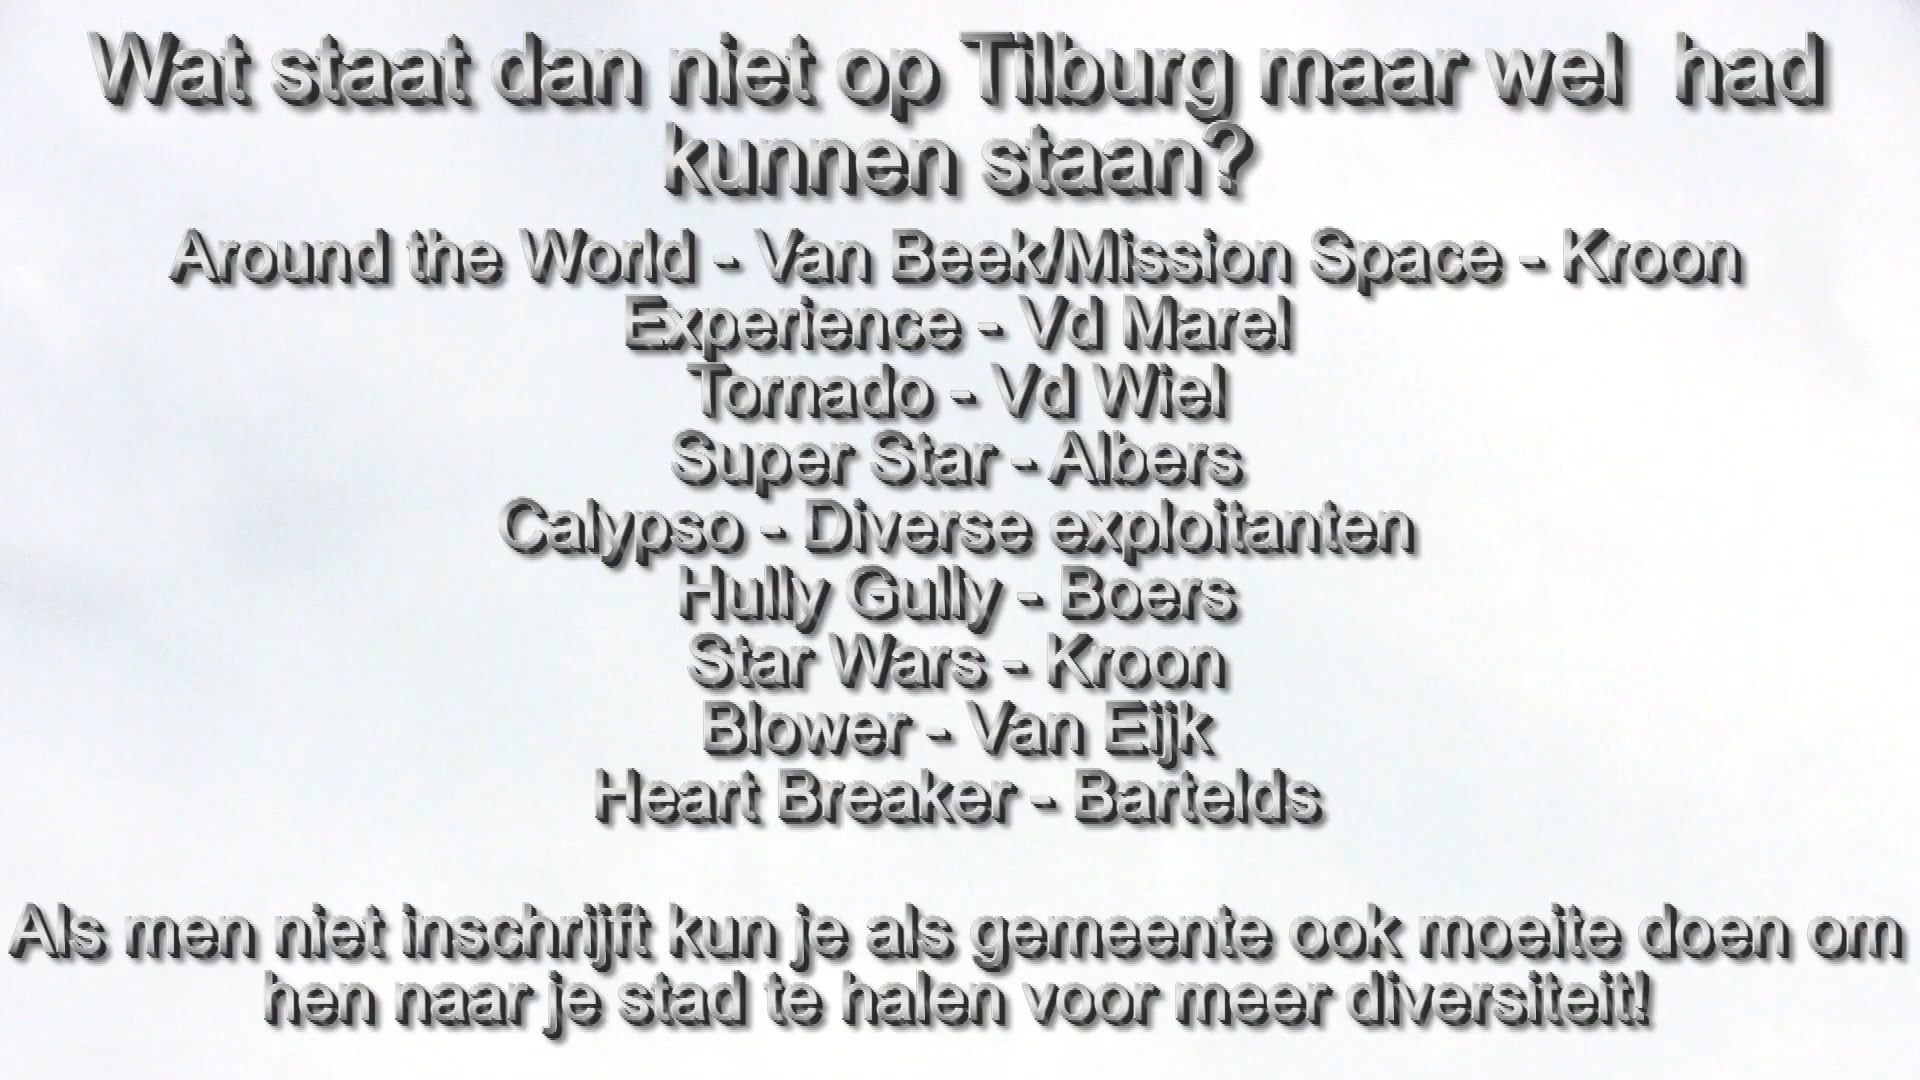 Wat staat dan niet op Tilburg maar wel  had
kunnen staan?
Around the World - Van Beek/Mission Space - Kroon
Experience - Vd Marel
Tornado - Vd Wiel
Super Star - Albers
Calypso - Diverse exploitanten
Hully Gully - Boers
Star Wars - Kroon
Blower - Van Eijk
Heart Breaker - Bartelds
Als men niet inschrijft kun je als gemeente ook moeite doen om
hen naar je stad te halen voor meer diversiteit!